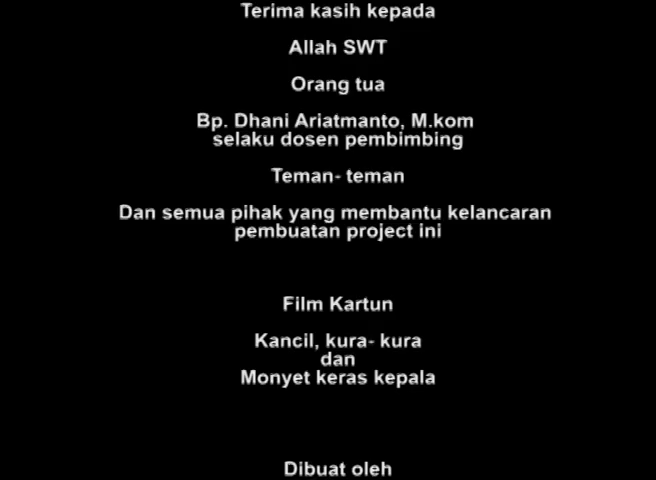 Terima kasih kepada
Allah SWT
Orang tua
Bp. Dhani Ariatmanto, M.kom
selaku dosen pembimbing
Teman- teman
Dan semua pihak yang membantu kelancaran
pembuatan project ini
Film Kartun
Kancil, kura- kura
dan
Monyet keras kepala
Dibuat oleh